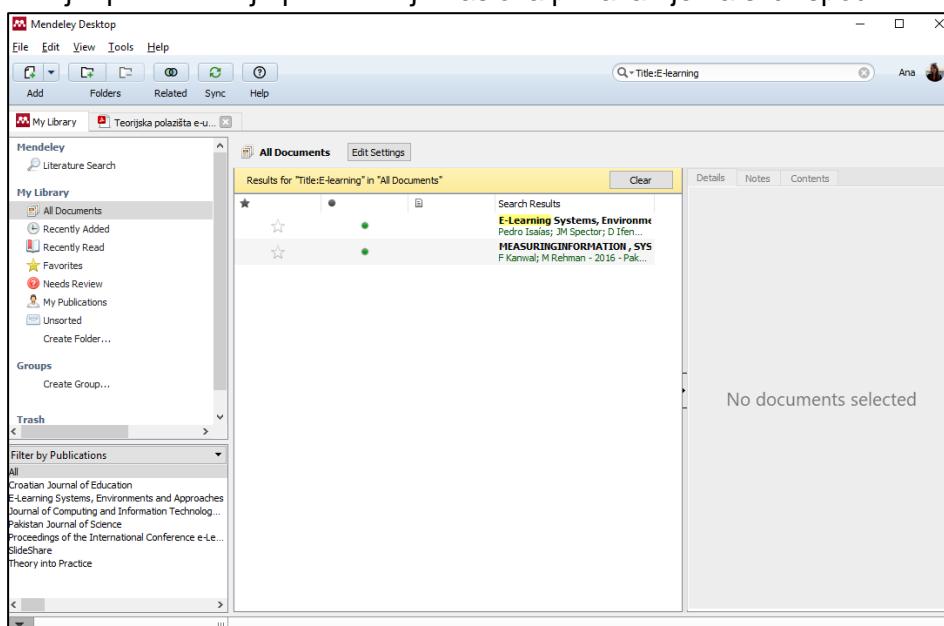 Mendeley Desktop
File Edit View Tools Help
Title:E-learning
Ana
Add Folders Related Sync Help
My Library Teorijska polazišta e-u...
Mendeley
Literature Search
My Library
All Documents
Recently Added
Recently Read
Favorites
Needs Review
My Publications
Unsorted
Create Folder...
Groups
Create Group...
Trash
Filter by Publications
All
Croatian Journal of Education
E-Learning Systems, Environments and Approaches
Journal of Computing and Information Technolog...
Pakistan Journal of Science
Proceedings of the International Conference e-Le...
SlideShare
Theory into Practice
All Documents Edit Settings
Results for "Title:E-learning" in "All Documents" Clear
Search Results
E-Learning Systems, Environme
Pedro Isaías; JM Spector; D Ifen...
MEASURINGINFORMATION , SYS
F Kanwal; M Rehman - 2016 - Pak...
Details Notes Contents
No documents selected